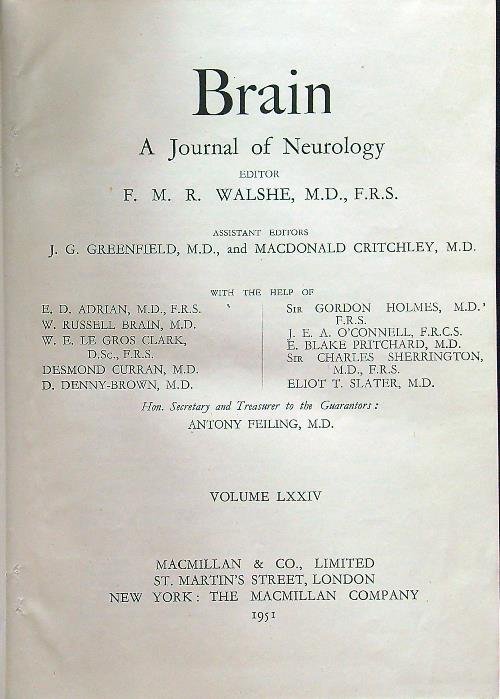 Brain
A Journal of Neurology
EDITOR
F. M. R. WALSHE, M.D., F.R.S.
ASSISTANT EDITORS
J. G. GREENFIELD, M.D., and MACDONALD CRITCHLEY, M.D.
WITH THE HELP OF
E. D. ADRIAN, M.D., F.R.S.
W. RUSSELL BRAIN, M.D.
W. E. LE GROS CLARK,
D.Sc., F.R.S.
DESMOND CURRAN, M.D.
D. DENNY-BROWN, M.D.
Sir GORDON HOLMES, M.D.'
F.R.S.
J. E. A. O'CONNELL, F.R.C.S.
E. BLAKE PRITCHARD, M.D.
Sir CHARLES SHERRINGTON,
M.D., F.R.S.
ELIOT T. SLATER, M.D.
Hon. Secretary and Treasurer to the Guarantors:
ANTONY FEILING, M.D.
VOLUME LXXIV
MACMILLAN & CO., LIMITED
ST. MARTIN'S STREET, LONDON
NEW YORK: THE MACMILLAN COMPANY
1951